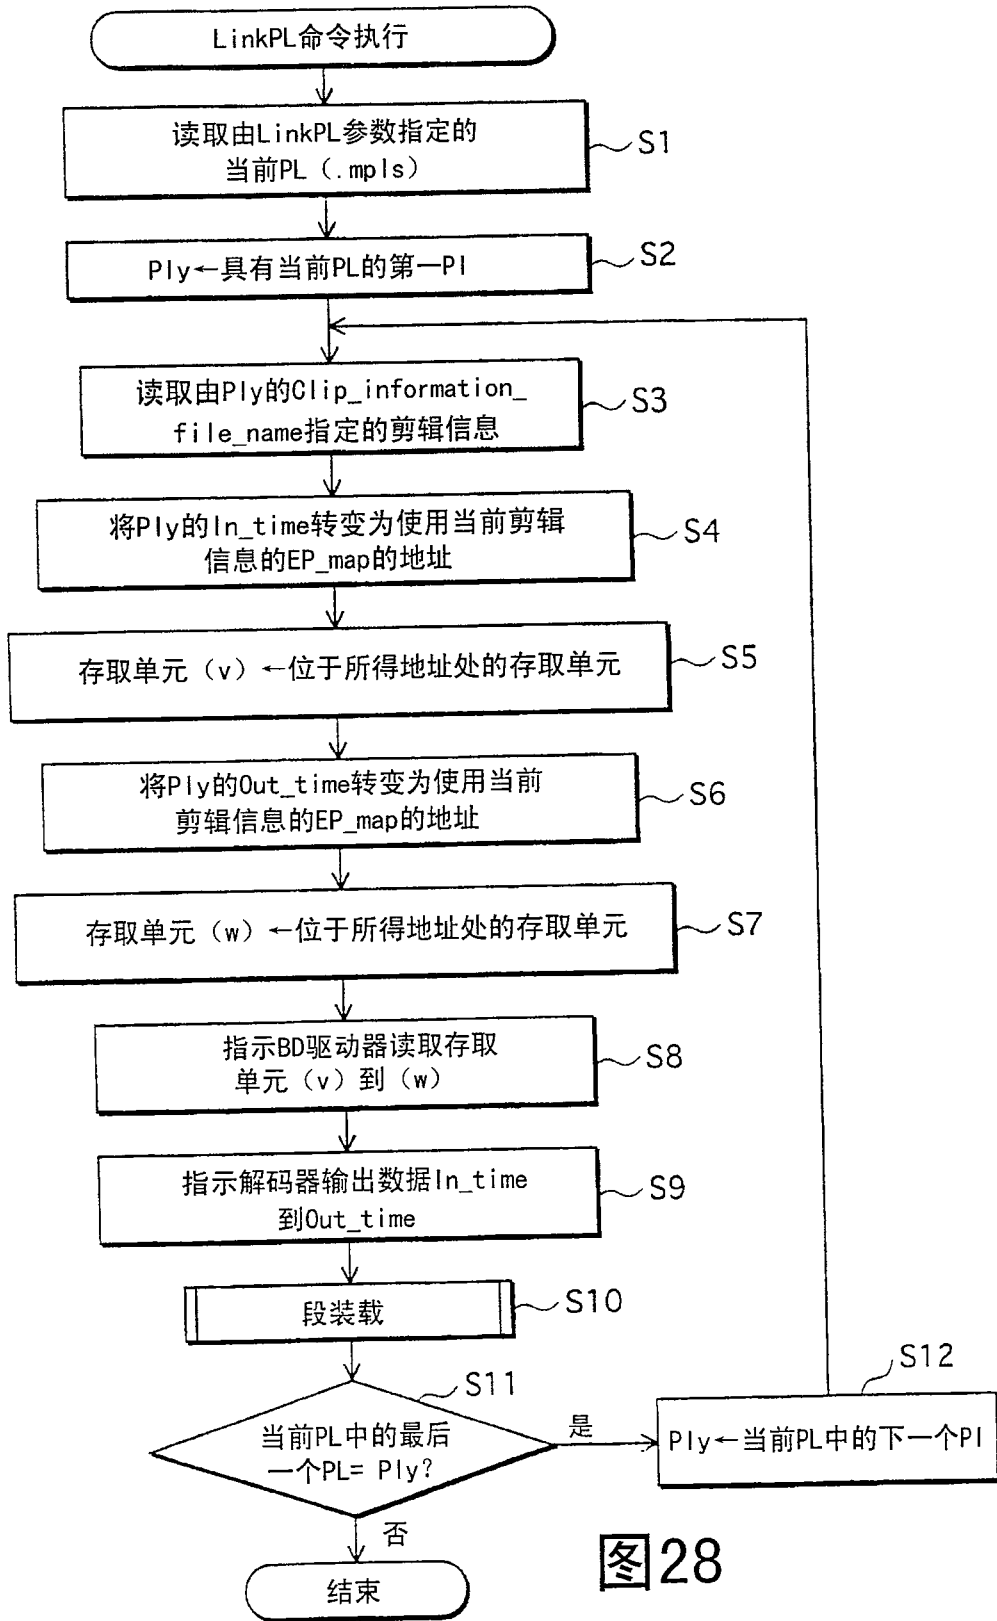 LinkPL命令执行
读取由LinkPL参数指定的
当前PL（.mpls）
S1
PIy←具有当前PL的第一PI
S2
读取由PIy的Clip_information_
file_name指定的剪辑信息
S3
将PIy的In_time转变为使用当前剪辑
信息的EP_map的地址
S4
存取单元（v）←位于所得地址处的存取单元
S5
将PIy的Out_time转变为使用当前
剪辑信息的EP_map的地址
S6
存取单元（w）←位于所得地址处的存取单元
S7
指示BD驱动器读取存取
单元（v）到（w）
S8
指示解码器输出数据In_time
到Out_time
S9
段装载
S10
当前PL中的最后
一个PL= PIy?
S11
是
PIy←当前PL中的下一个PI
S12
否
结束
图28